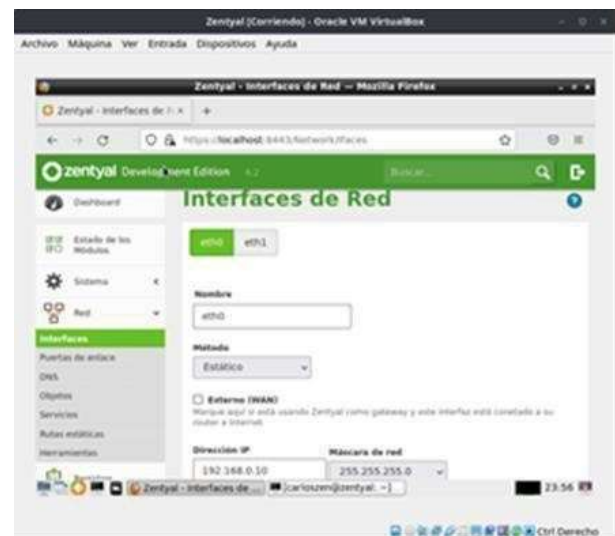 Zentyal [Corriendo] - Oracle VM VirtualBox
Archivo Máquina Ver Entrada Dispositivos Ayuda
Zentyal - Interfaces de Red — Mozilla Firefox
Zentyal - Interfaces de
https://localhost:8443/Network/Ifaces
zentyal Development Edition 6.2
Buscar...
Dashboard
Interfaces de Red
Estado de los Módulos
eth0 eth1
Sistema
Nombre
Red
eth0
Interfaces
Método
Puertas de enlace
Estático
DNS
Objetos
Externo (WAN)
Servicios
Marque aquí si está usando Zentyal como gateway y este interfaz está conectado a su router a Internet.
Rutas estáticas
Herramientas
Dirección IP Máscara de red
192.168.0.10 255.255.255.0
Zentyal - Interfaces de ...
[carloszen@zentyal: ~]
23:56
Ctrl Derecho